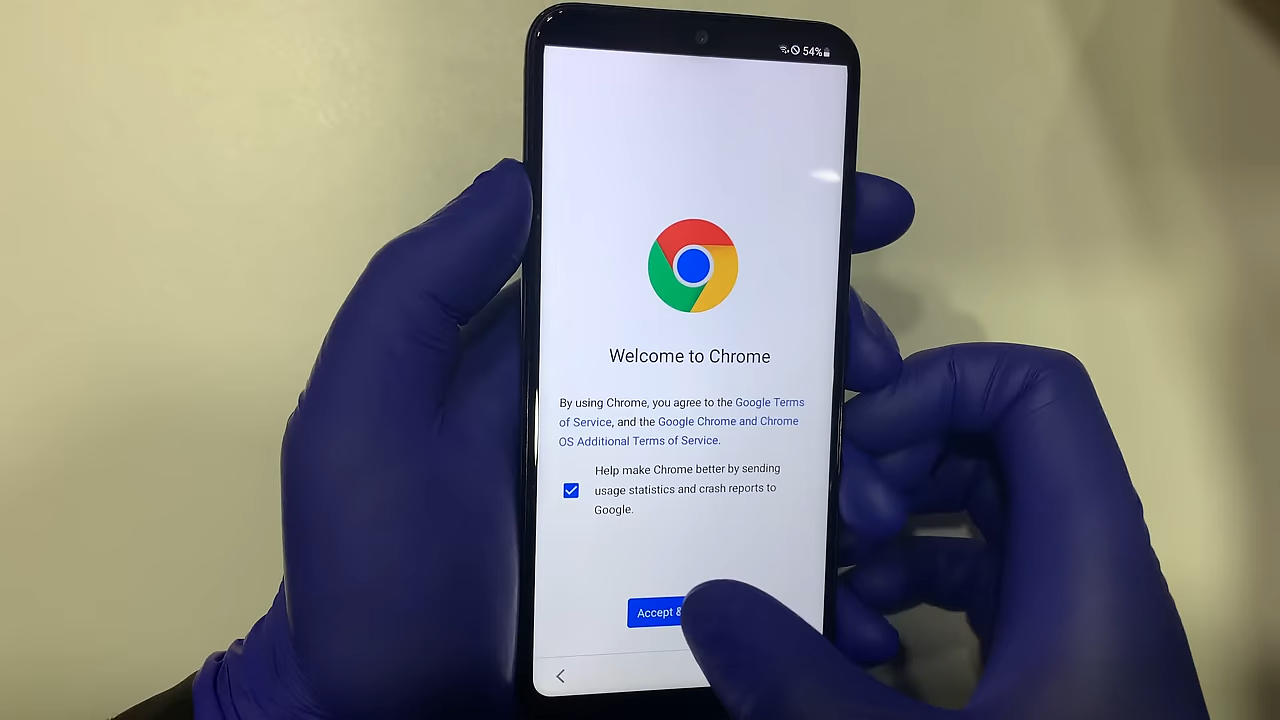 54%
Welcome to Chrome
By using Chrome, you agree to the Google Terms
of Service, and the Google Chrome and Chrome
OS Additional Terms of Service.
Help make Chrome better by sending
usage statistics and crash reports to
Google.
Accept &